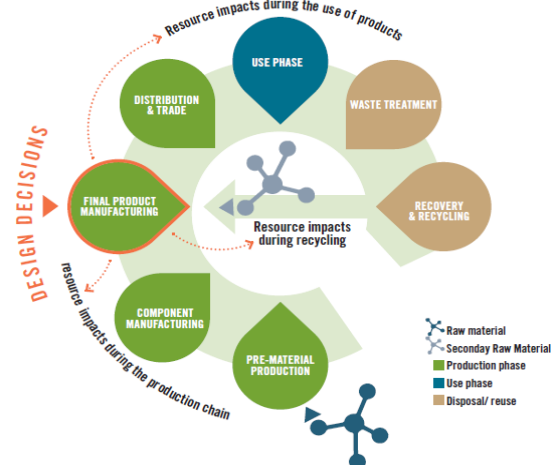 Resource impacts during the use of products
USE PHASE
DISTRIBUTION
& TRADE
WASTE TREATMENT
DESIGN DECISIONS
FINAL PRODUCT
MANUFACTURING
RECOVERY
& RECYCLING
Resource impacts
during recycling
resource impacts during the production chain
COMPONENT
MANUFACTURING
PRE-MATERIAL
PRODUCTION
Raw material
Seconday Raw Material
Production phase
Use phase
Disposal/ reuse